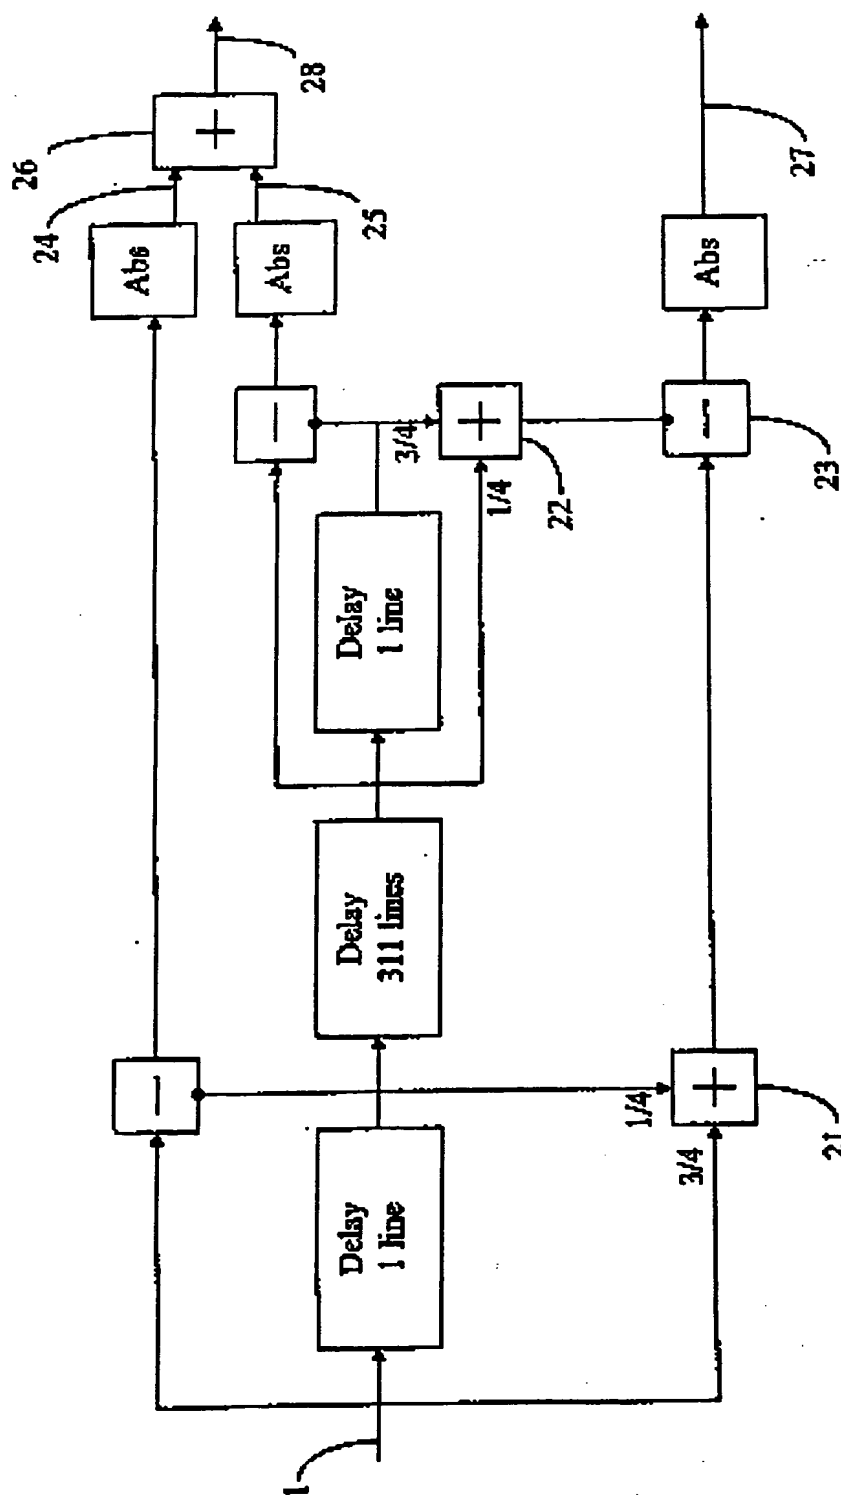 1
Delay
1 line
3/4
1/4
21
Delay
311 lines
Delay
1 line
3/4
1/4
+
22
−
23
Abs
27
−
−
+
Abs
24
Abs
25
+
26
28